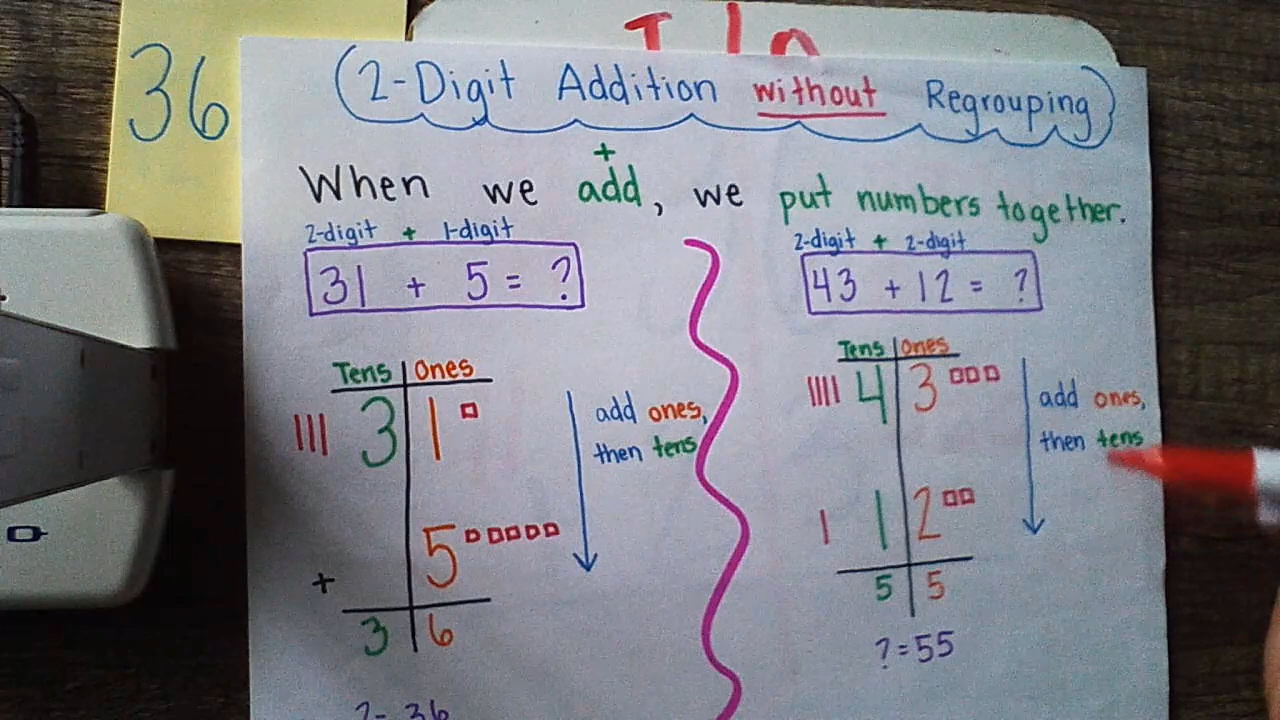 36
(2-Digit Addition without Regrouping)
+
When we add, we put numbers together.
2-digit + 1-digit
31 + 5 = ?
Tens Ones
3 1
5
+
3 6
add ones,
then tens
?= 36
2-digit + 2-digit
43 + 12 = ?
Tens Ones
4 3
1 2
5 5
add ones,
then tens
? = 55